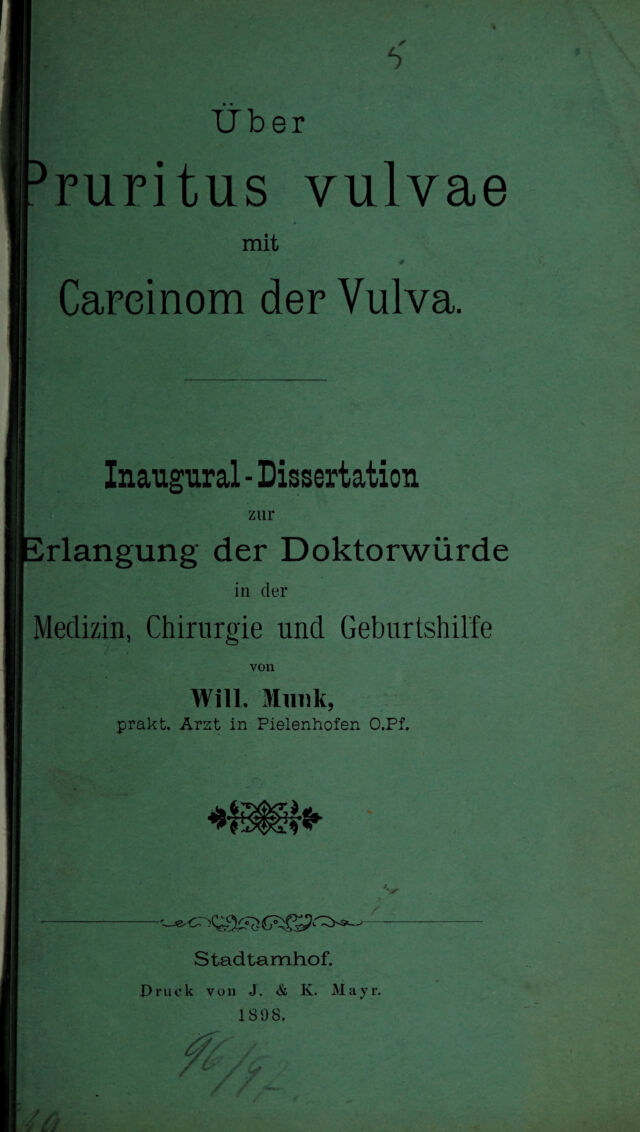 5
Über
Pruritus vulvae
mit
Carcinom der Vulva.
Inaugural-Dissertation
zur
Erlangung der Doktorwürde
in der
Medizin, Chirurgie und Geburtshilfe
von
Will. Munk,
prakt. Arzt in Pielenhofen O.Pf.
Stadtamhof.
Druck von J. & K. Mayr.
1898.